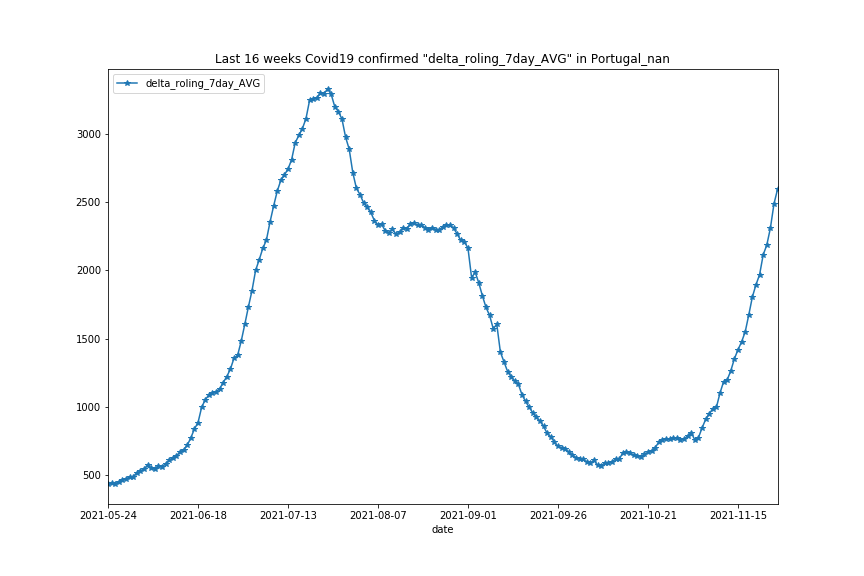 Last 16 weeks Covid19 confirmed "delta_roling_7day_AVG" in Portugal_nan
delta_roling_7day_AVG
3000
2500
2000
1500
1000
500
2021-05-24 2021-06-18 2021-07-13 2021-08-07 2021-09-01 2021-09-26 2021-10-21 2021-11-15
date